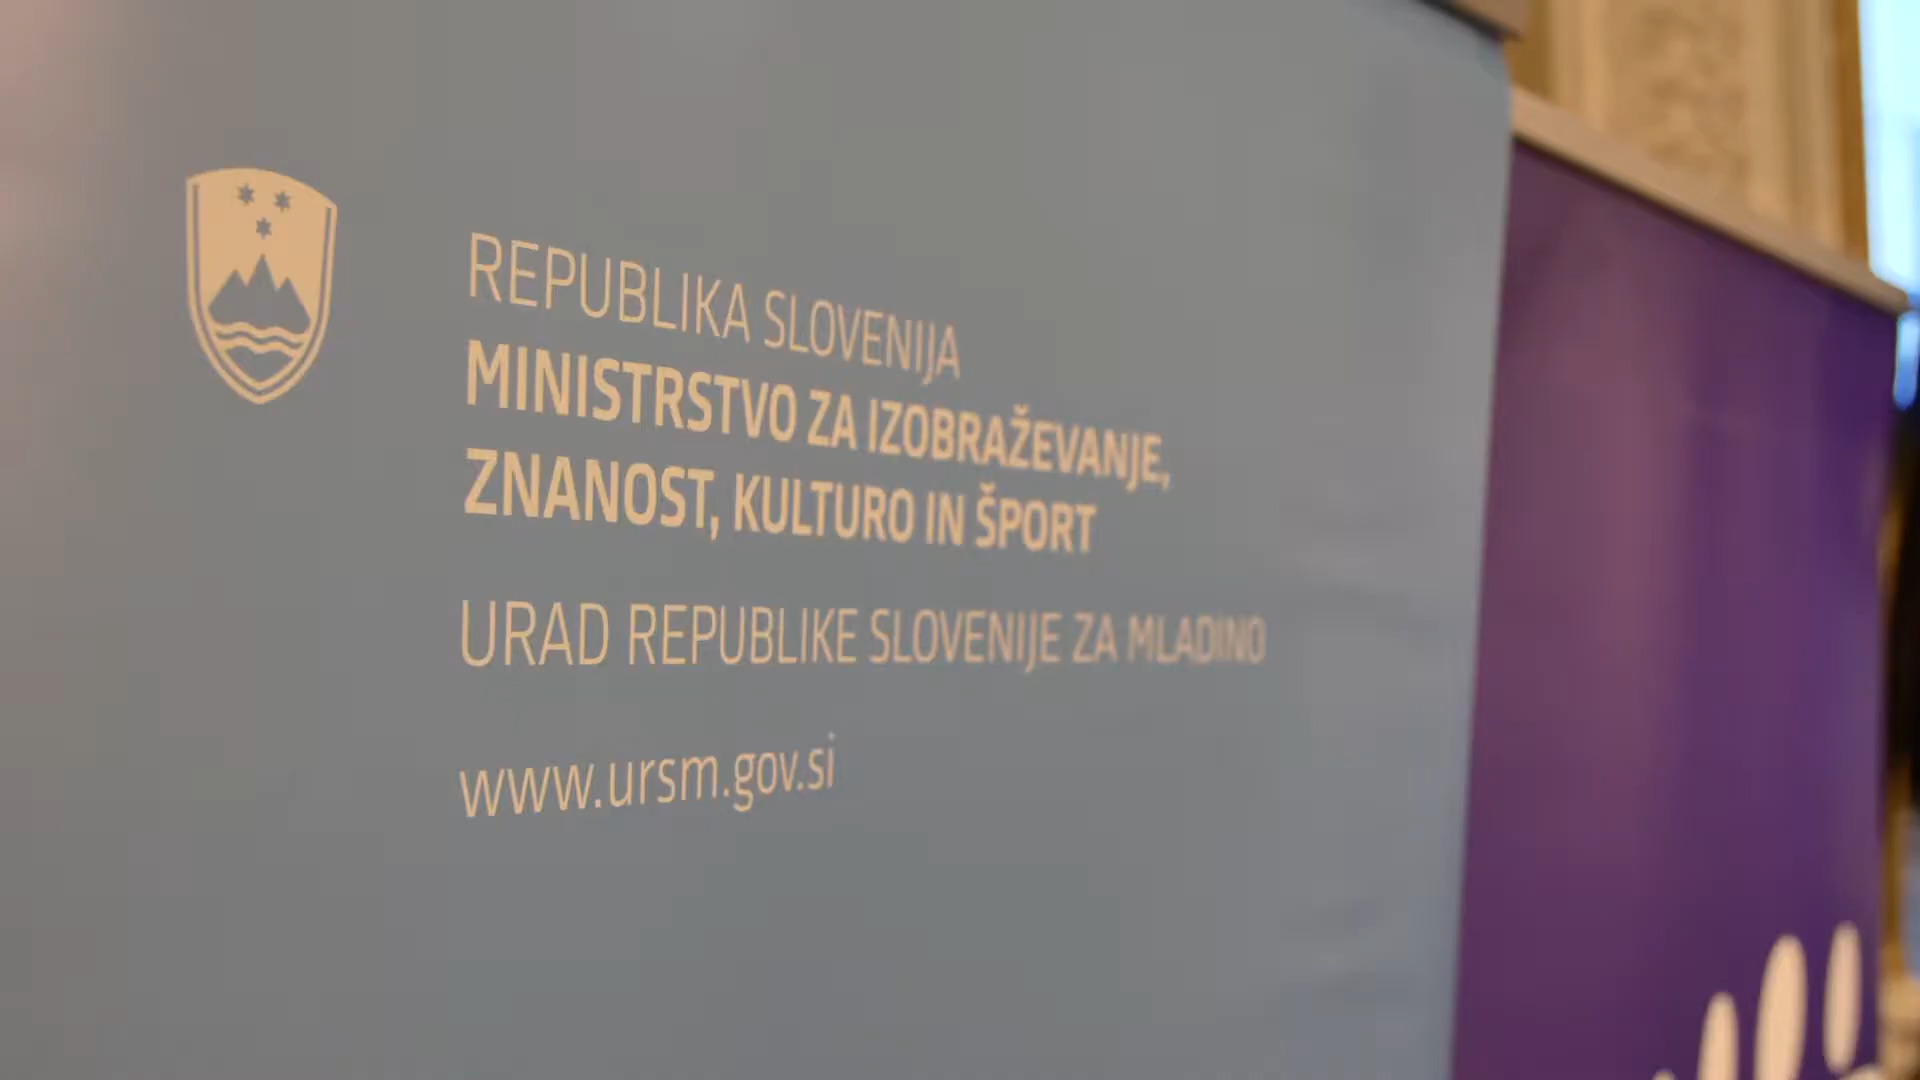 REPUBLIKA SLOVENIJA
MINISTRSTVO ZA IZOBRAŽEVANJE,
ZNANOST, KULTURO IN ŠPORT
URAD REPUBLIKE SLOVENIJE ZA MLADINO
www.ursm.gov.si